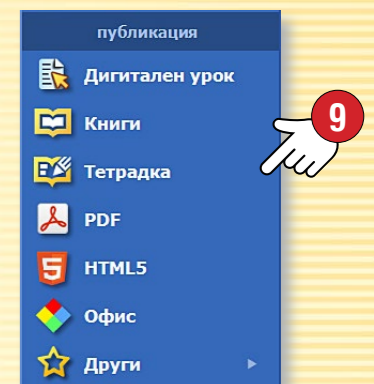 публикация
Дигитален урок
Книги
9
Тетрадка
PDF
HTML5
Офис
Други